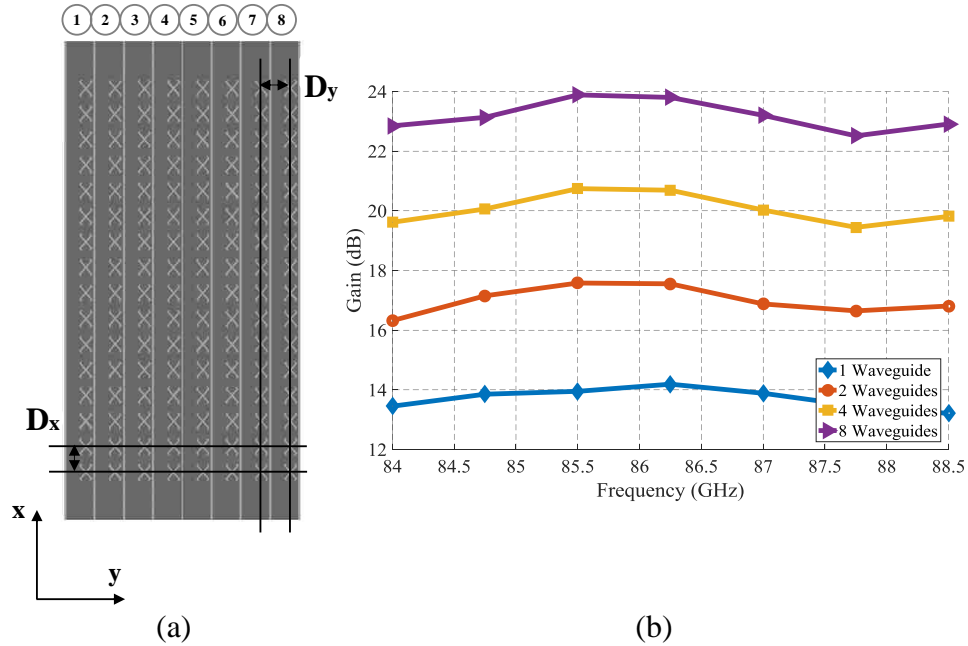 1 2 3 4 5 6 7 8
Dy
Dx
x
y
(a)
24
22
20
18
16
14
12
Gain (dB)
84 84.5 85 85.5 86 86.5 87 87.5 88 88.5
Frequency (GHz)
1 Waveguide
2 Waveguides
4 Waveguides
8 Waveguides
(b)